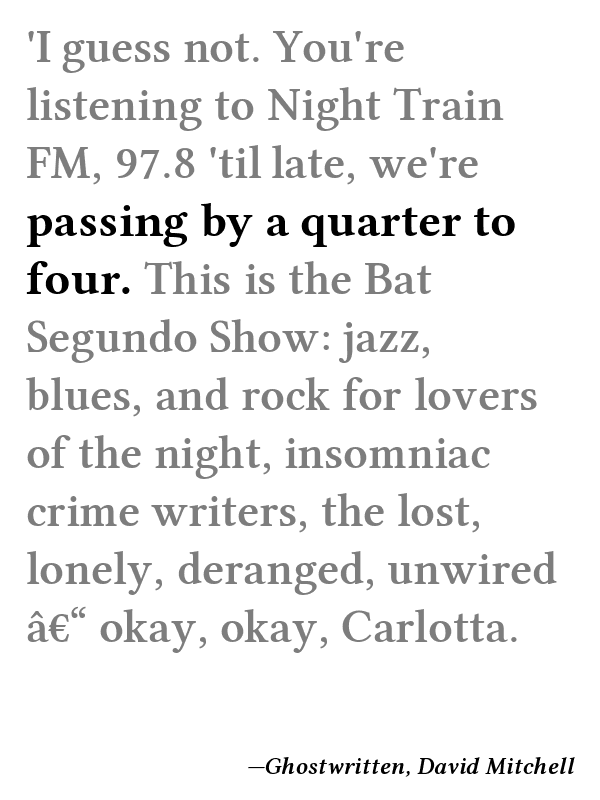 'I guess not. You're
listening to Night Train
FM, 97.8 'til late, we're
passing by a quarter to
four. This is the Bat
Segundo Show: jazz,
blues, and rock for lovers
of the night, insomniac
crime writers, the lost,
lonely, deranged, unwired
â€“ okay, okay, Carlotta.
—Ghostwritten, David Mitchell